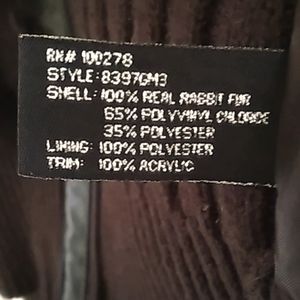 RN# 100278
STYLE: 8397GM3
SHELL: 100% REAL RABBIT FUR
65% POLYVINYL CHLORIDE
35% POLYESTER
LINING: 100% POLYESTER
TRIM: 100% ACRYLIC